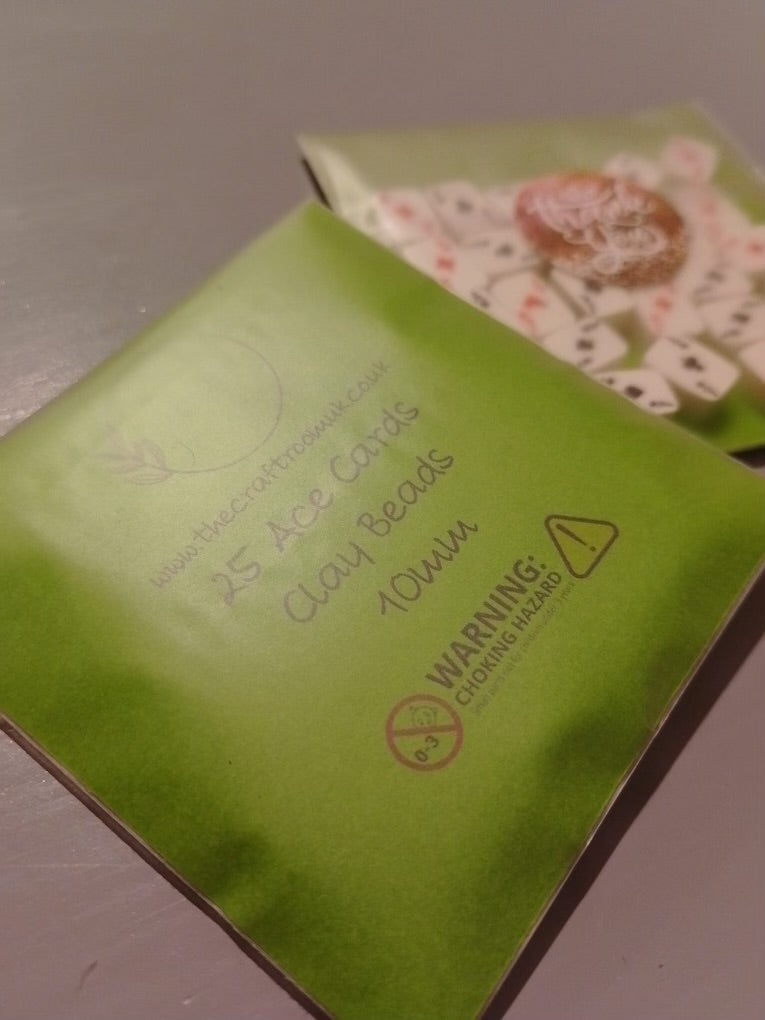 www.thecraftroomuk.co.uk
25 Ace Cards
Clay Beads
10mm
WARNING:
CHOKING HAZARD
0-3